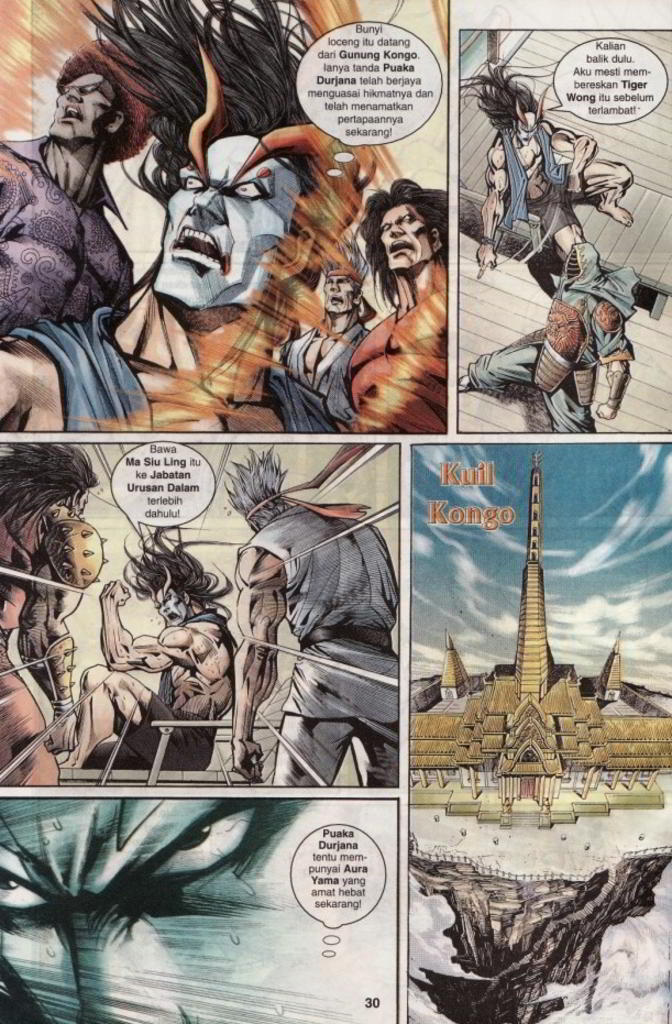 Bunyi
loceng itu datang
dari Gunung Kongo.
Ianya tanda Puaka
Durjana telah berjaya
menguasai hikmatnya dan
telah menamatkan
pertapaannya
sekarang!
Kalian
balik dulu.
Aku mesti mem-
bereskan Tiger
Wong itu sebelum
terlambat!
Bawa
Ma Siu Ling itu
ke Jabatan
Urusan Dalam
terlebih
dahulu!
Kuil
Kongo
Puaka
Durjana
tentu mem-
punyai Aura
Yama yang
amat hebat
sekarang!
30